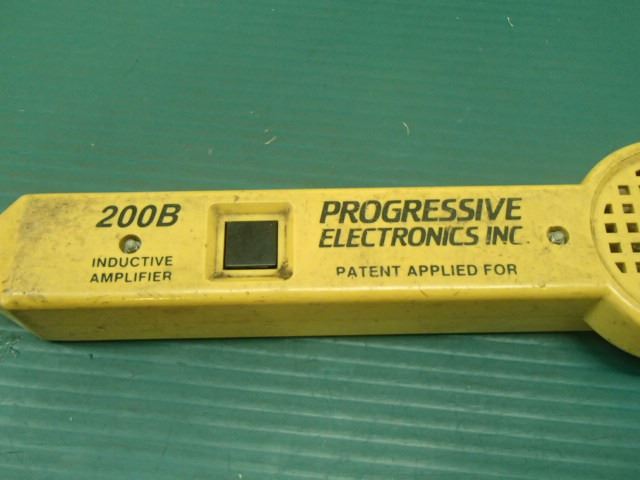 200B
INDUCTIVE
AMPLIFIER
PROGRESSIVE
ELECTRONICS INC.
PATENT APPLIED FOR